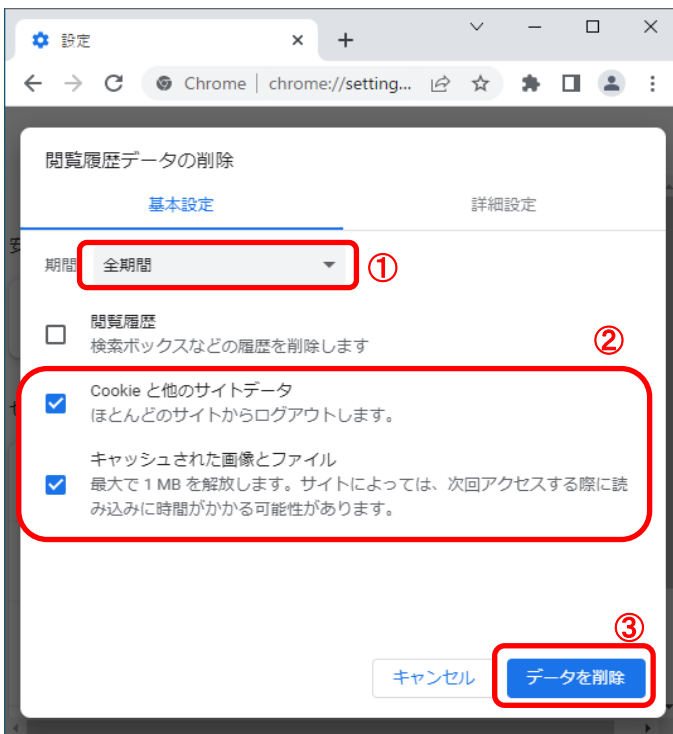 設定
Chrome | chrome://setting...
閲覧履歴データの削除
基本設定
詳細設定
期間
全期間
①
閲覧履歴
検索ボックスなどの履歴を削除します
②
Cookie と他のサイトデータ
ほとんどのサイトからログアウトします。
キャッシュされた画像とファイル
最大で 1 MB を解放します。サイトによっては、次回アクセスする際に読
み込みに時間がかかる可能性があります。
③
キャンセル
データを削除